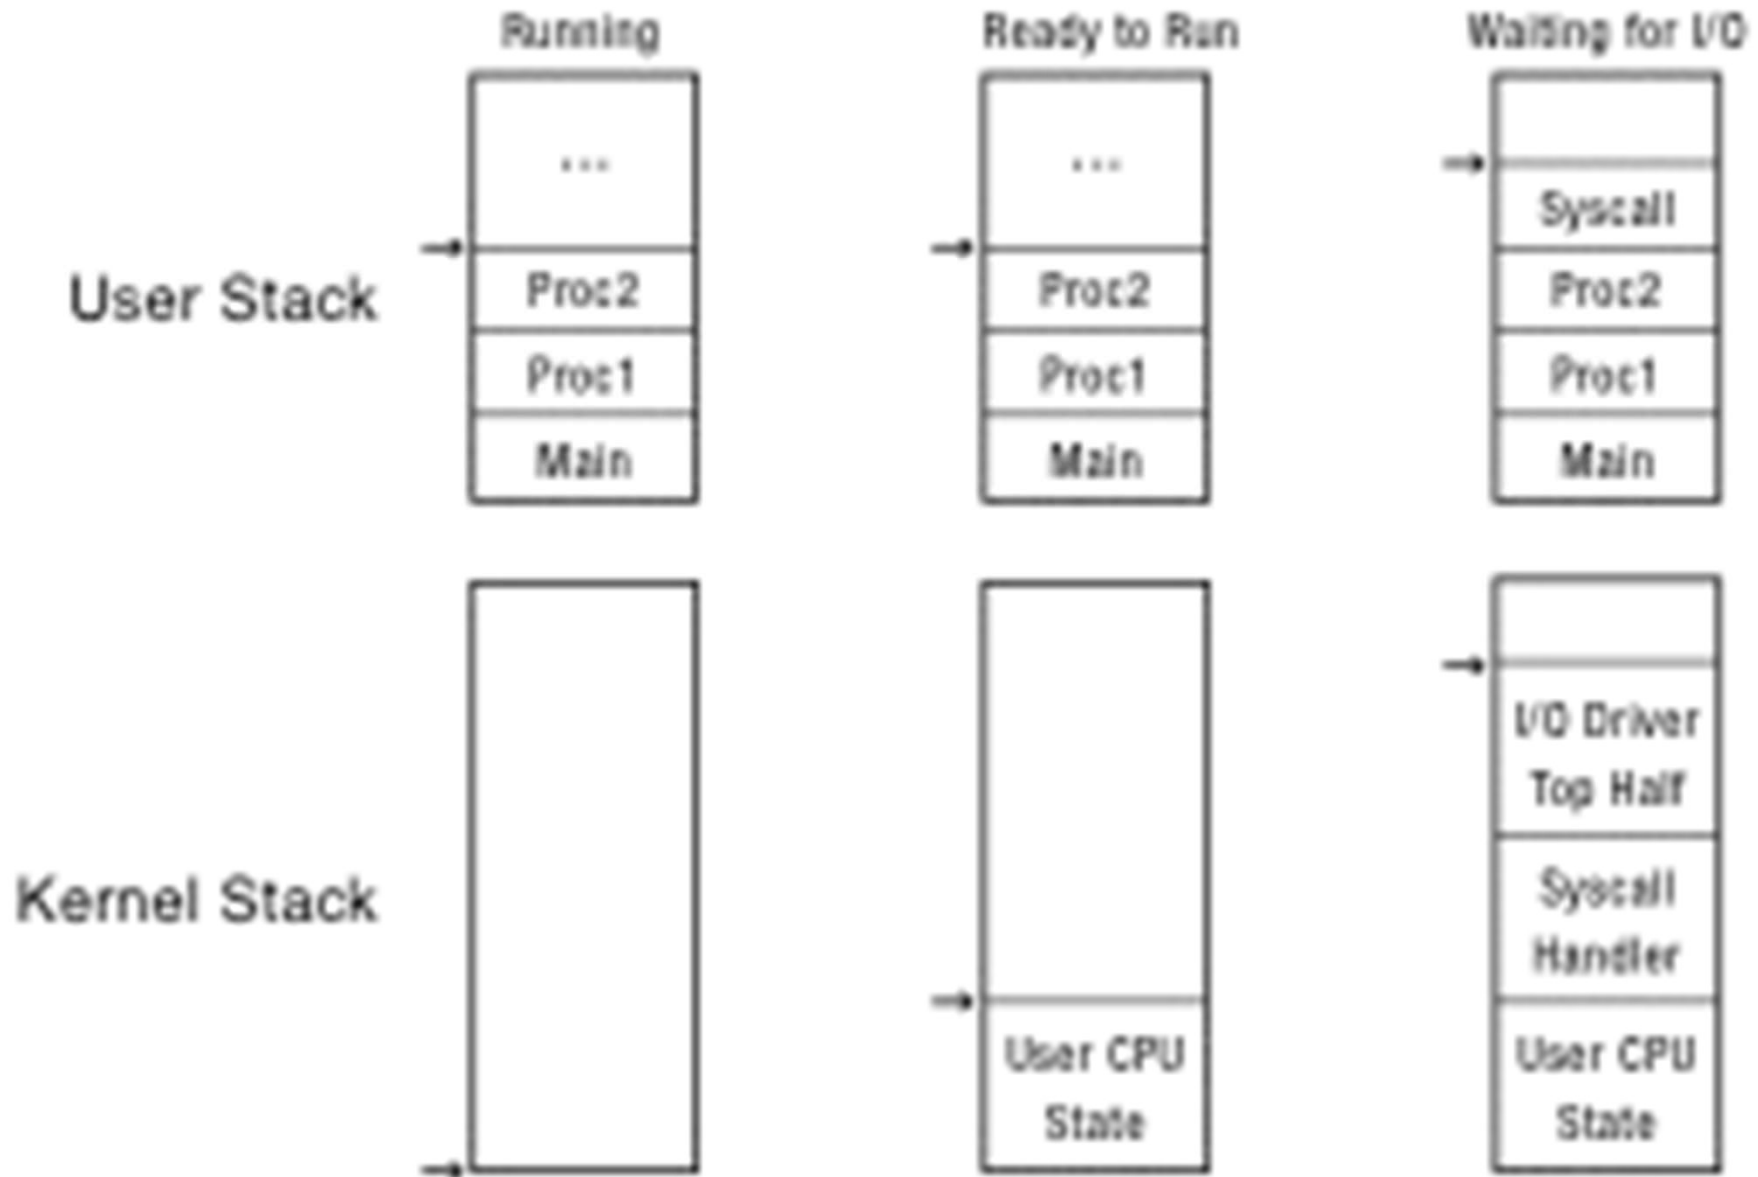 Running
Ready to Run
Waiting for I/O
User Stack
...
Proc2
Proc1
Main
...
Proc2
Proc1
Main
Syscall
Proc2
Proc1
Main
Kernel Stack
User CPU
State
I/O Driver
Top Half
Syscall
Handler
User CPU
State